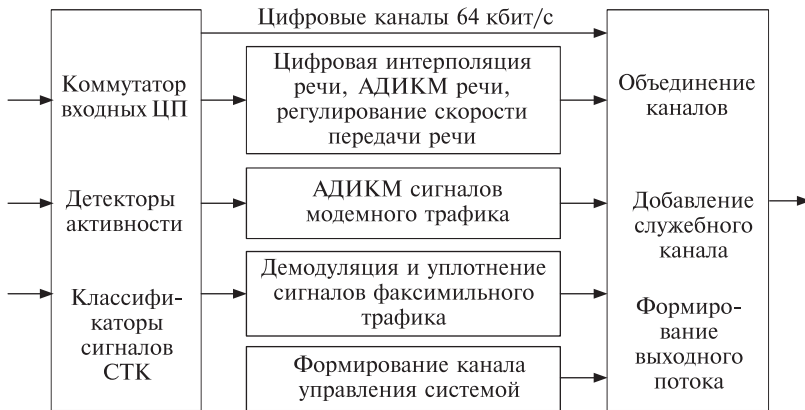 Цифровые каналы 64 кбит/с
Коммутатор
входных ЦП
Детекторы
активности
Классифи-
каторы
сигналов
СТК
Цифровая интерполяция
речи, АДИКМ речи,
регулирование скорости
передачи речи
АДИКМ сигналов
модемного трафика
Демодуляция и уплотнение
сигналов факсимильного
трафика
Формирование канала
управления системой
Объединение
каналов
Добавление
служебного
канала
Формиро-
вание
выходного
потока